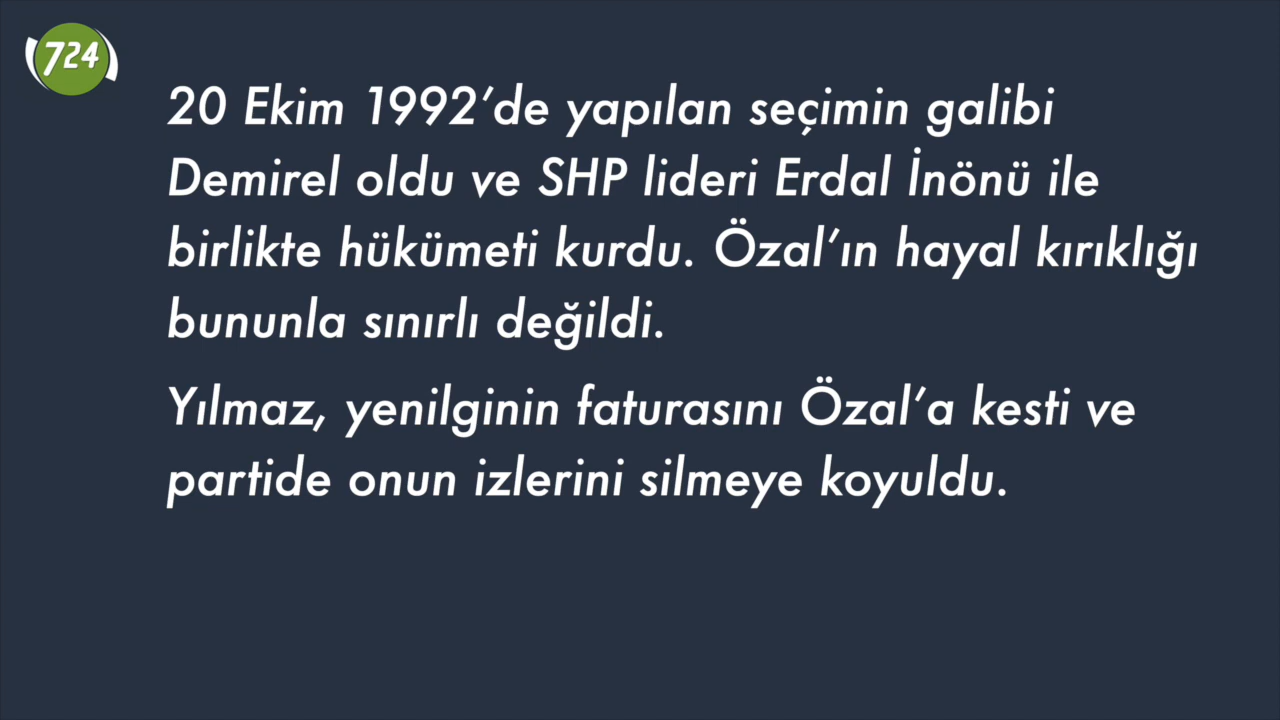 724
20 Ekim 1992’de yapılan seçimin galibi
Demirel oldu ve SHP lideri Erdal İnönü ile
birlikte hükümeti kurdu. Özal’ın hayal kırıklığı
bununla sınırlı değildi.
Yılmaz, yenilginin faturasını Özal’a kesti ve
partide onun izlerini silmeye koyuldu.